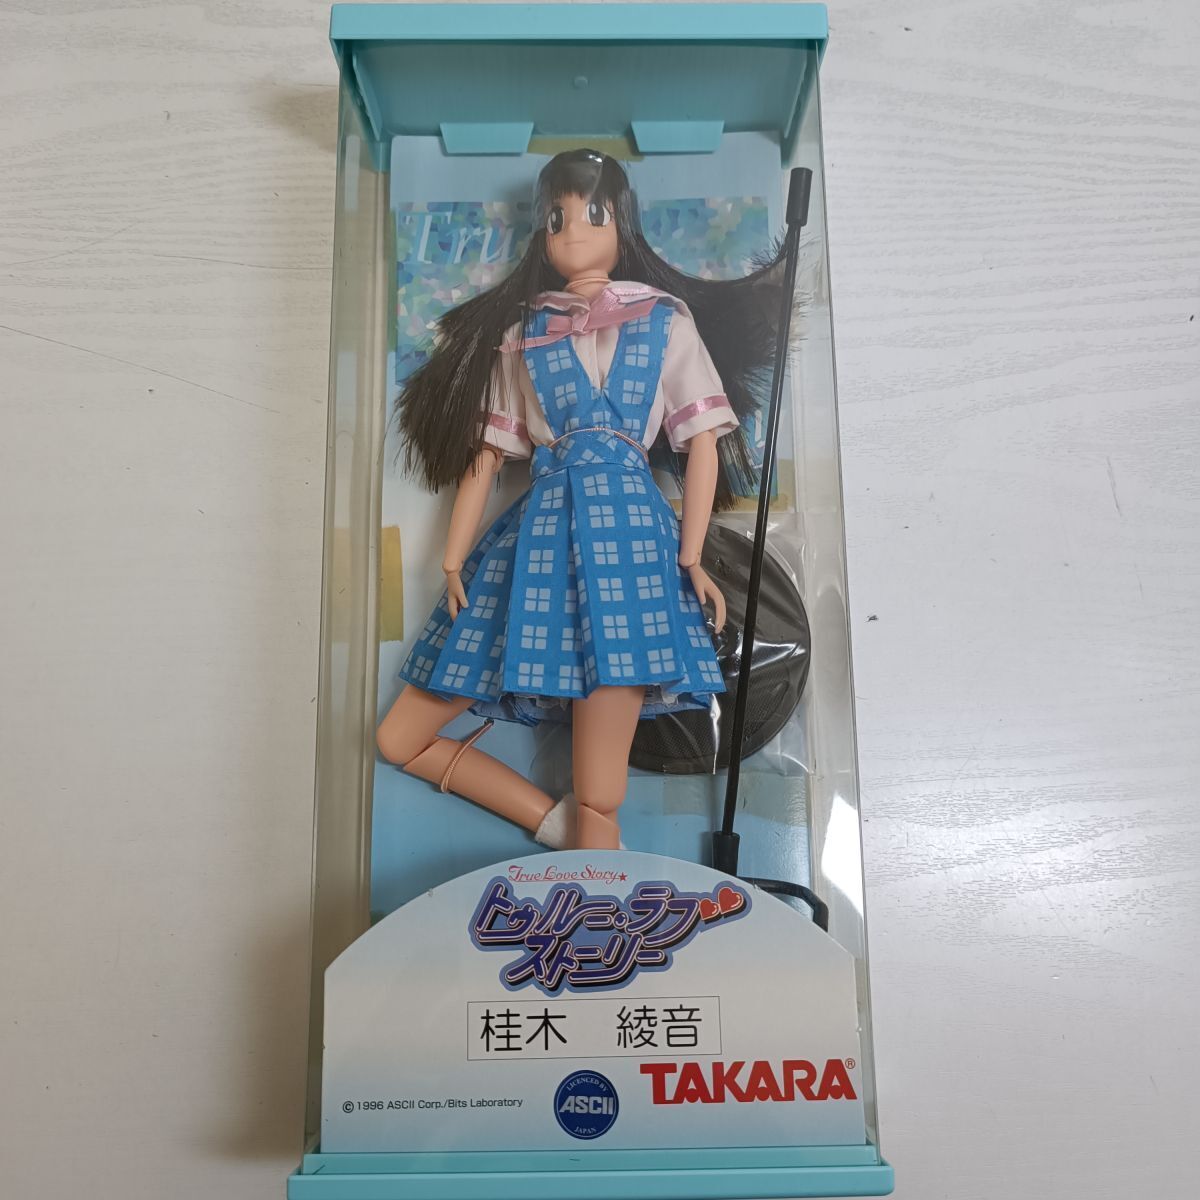 Tru
True Love Story
トゥルー・ラブ
ストーリー
桂木 綾音
TAKARA®
© 1996 ASCII Corp./Bits Laboratory
LICENCED BY
ASCII
JAPAN